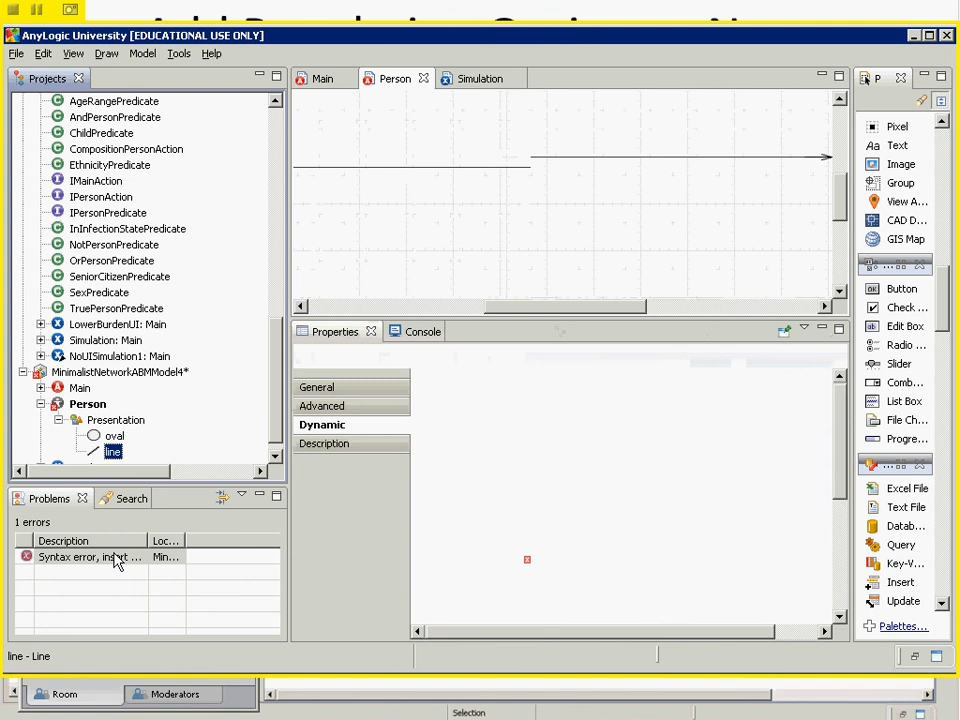 AnyLogic University [EDUCATIONAL USE ONLY]
File Edit View Draw Model Tools Help
Projects
Main Person Simulation
P
AgeRangePredicate
AndPersonPredicate
ChildPredicate
CompositionPersonAction
EthnicityPredicate
IMainAction
IPersonAction
IPersonPredicate
InInfectionStatePredicate
NotPersonPredicate
OrPersonPredicate
SeniorCitizenPredicate
SexPredicate
TruePersonPredicate
LowerBurdenUI: Main
Simulation: Main
NoUISimulation1: Main
MinimalistNetworkABMModel4*
Main
Person
Presentation
oval
line
Pixel
Text
Image
Group
View A...
CAD D...
GIS Map
Button
Check ...
Edit Box
Radio ...
Slider
Comb...
List Box
File Ch...
Progre...
Excel File
Text File
Datab...
Query
Key-V...
Insert
Update
Palettes...
Properties Console
General
Advanced
Dynamic
Description
Problems Search
1 errors
Description Loc...
Syntax error, insert ... Min...
line - Line
Room Moderators
Selection